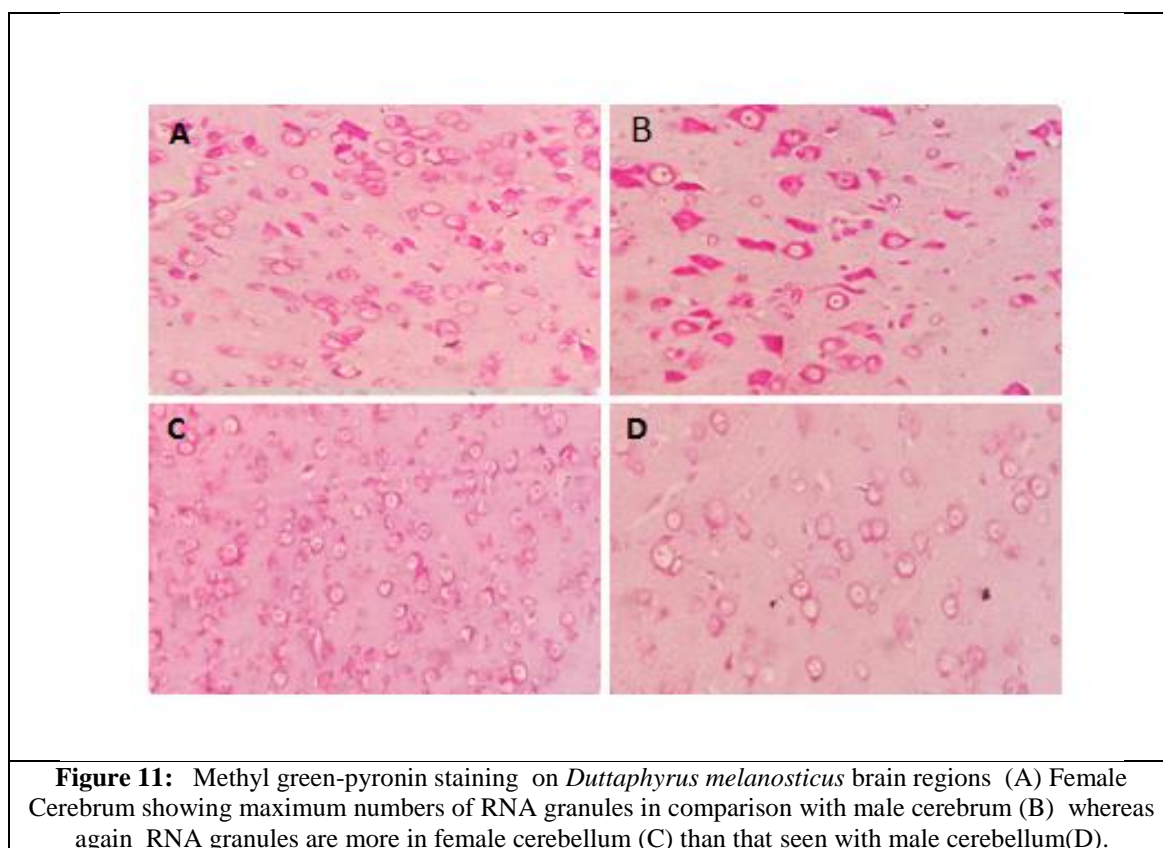 A
B
C
D
Figure 11: Methyl green-pyronin staining on Duttaphyrus melanosticus brain regions (A) Female
Cerebrum showing maximum numbers of RNA granules in comparison with male cerebrum (B) whereas
again RNA granules are more in female cerebellum (C) than that seen with male cerebellum(D).